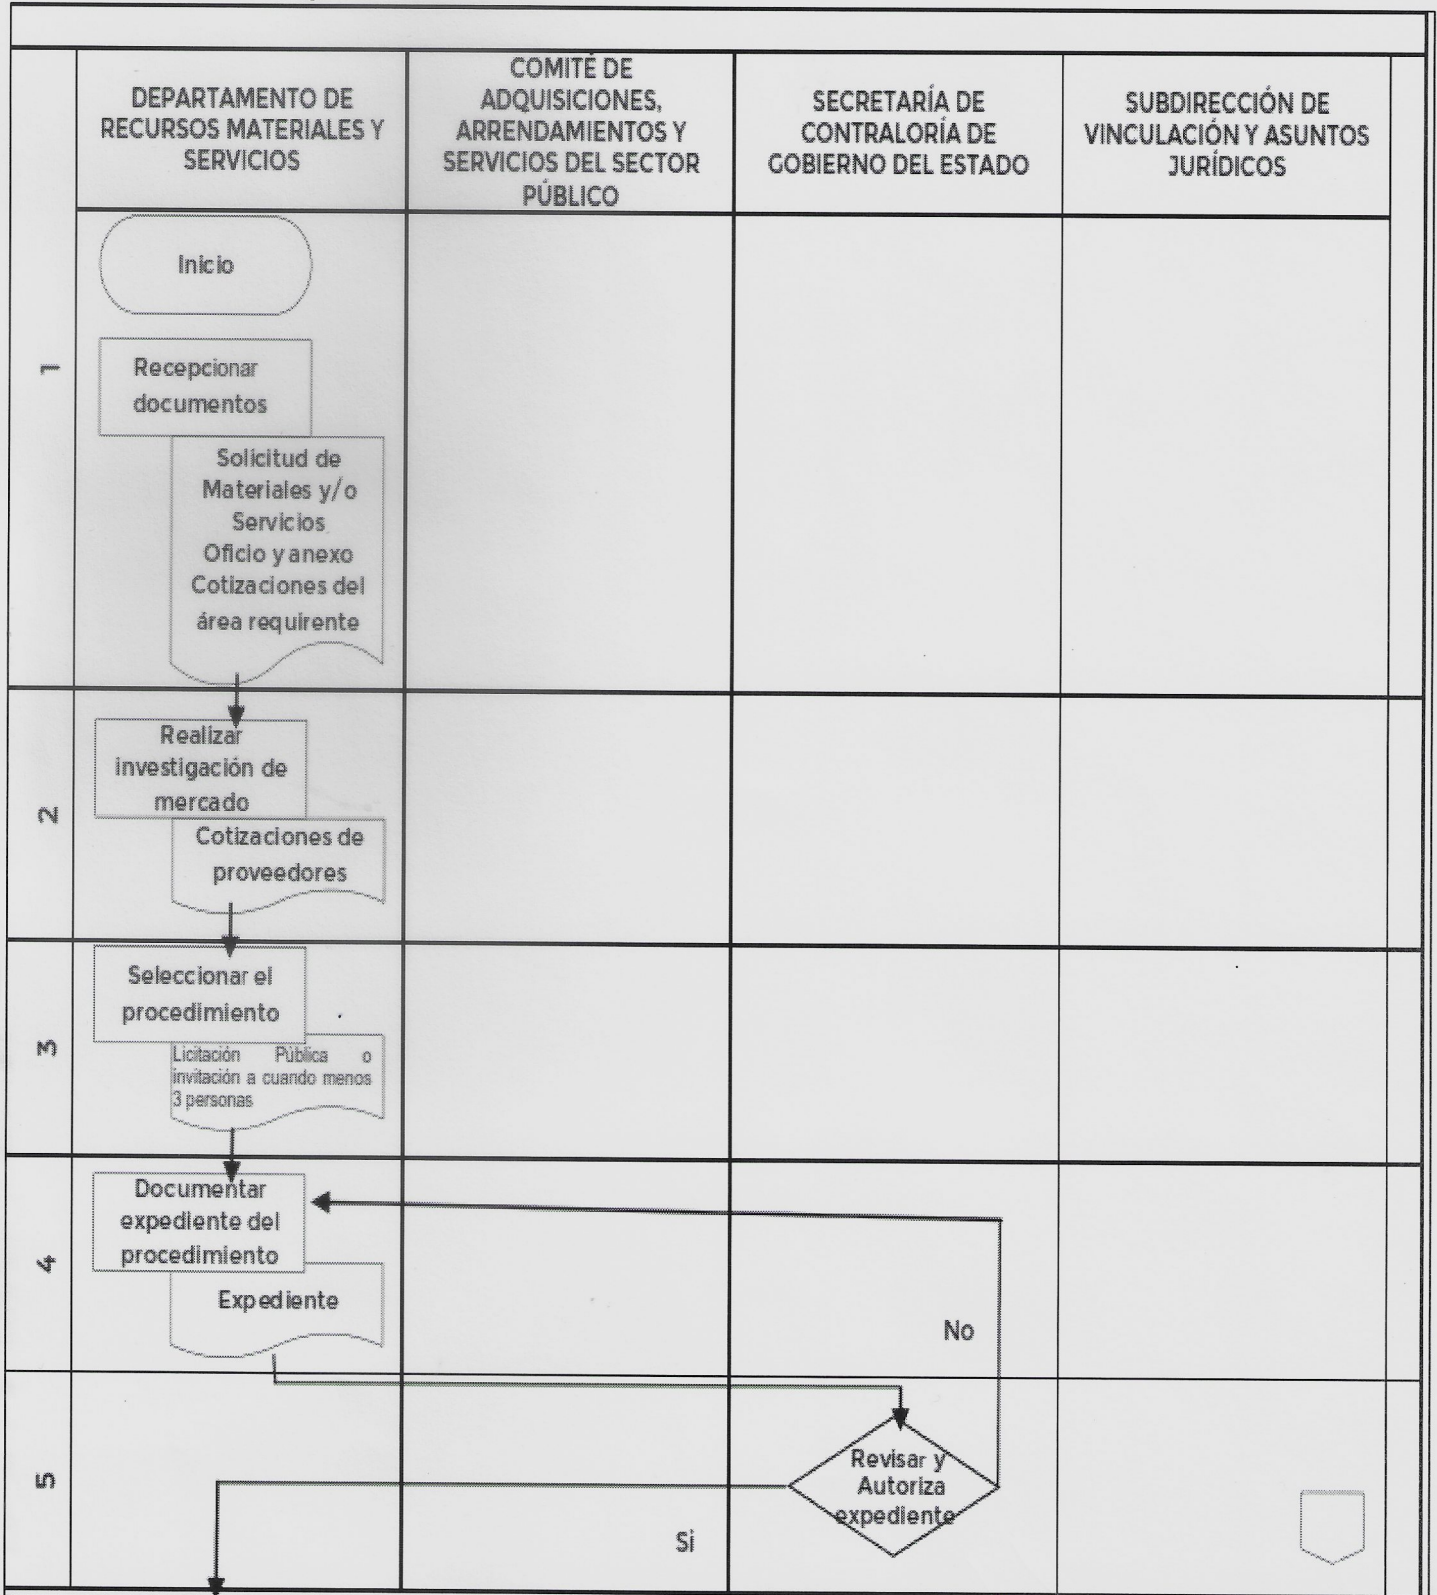 DEPARTAMENTO DE
RECURSOS MATERIALES Y
SERVICIOS
COMITÉ DE
ADQUISICIONES,
ARRENDAMIENTOS Y
SERVICIOS DEL SECTOR
PÚBLICO
SECRETARÍA DE
CONTRALORÍA DE
GOBIERNO DEL ESTADO
SUBDIRECCIÓN DE
VINCULACIÓN Y ASUNTOS
JURÍDICOS
1
Inicio
Recepcionar
documentos
Solicitud de
Materiales y/o
Servicios
Oficio y anexo
Cotizaciones del
área requirente
2
Realizar
investigación de
mercado
Cotizaciones de
proveedores
3
Seleccionar el
procedimiento
Licitación Pública o
invitación a cuando menos
3 personas
4
Documentar
expediente del
procedimiento
Expediente
No
5
Revisar y
Autoriza
expediente
Si